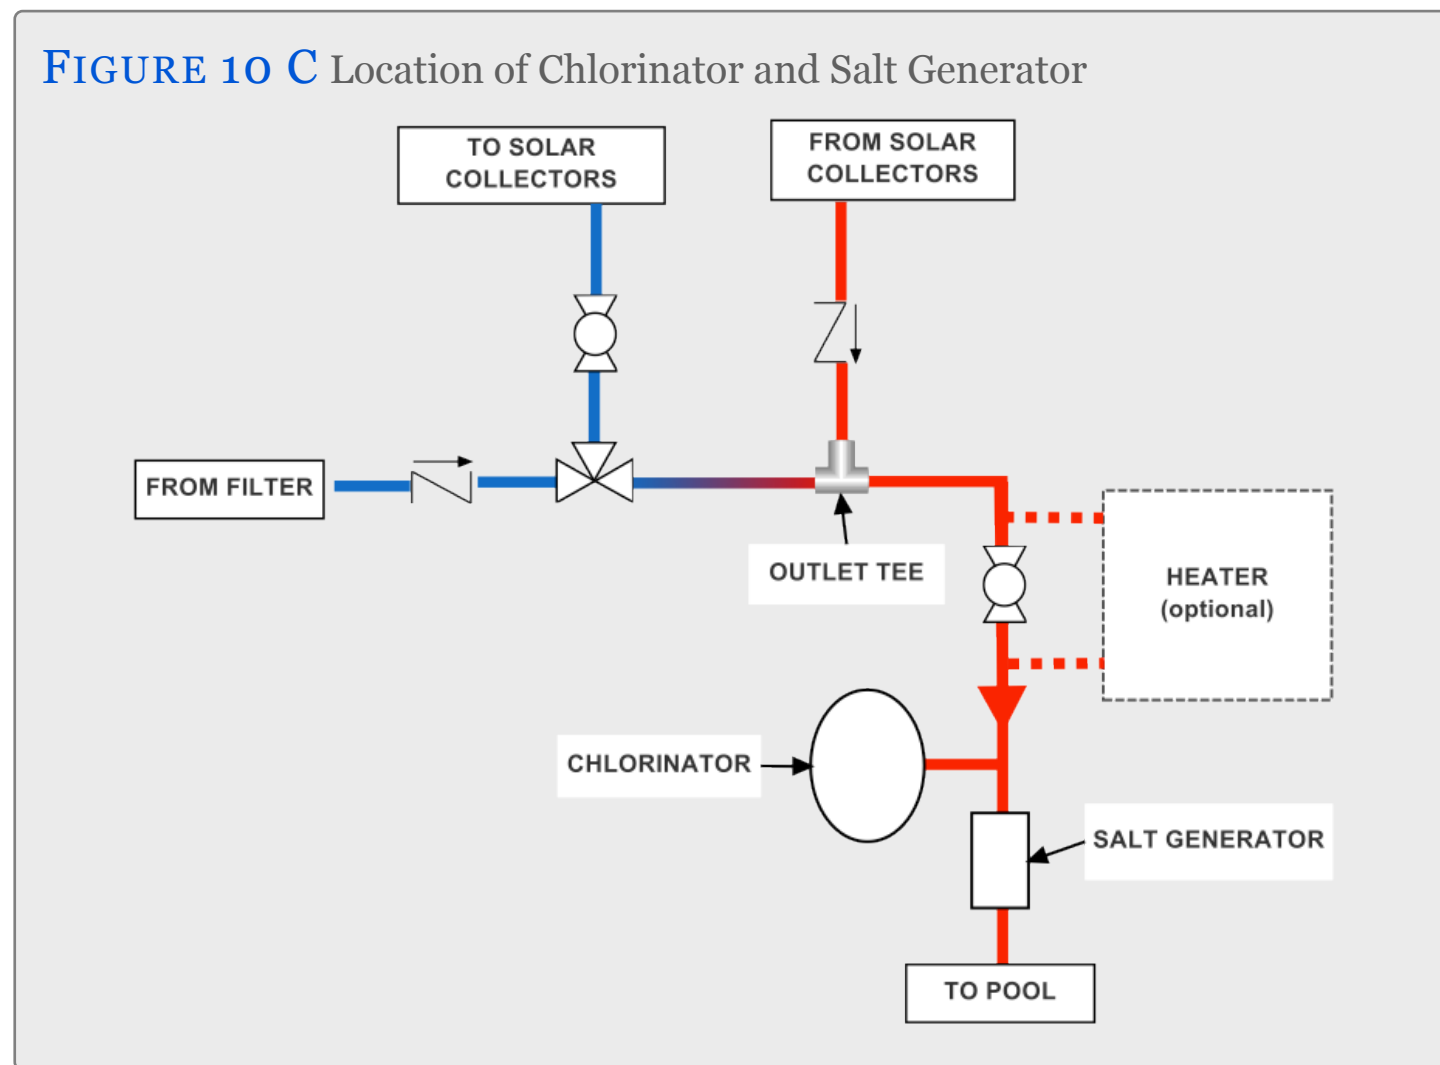 FIGURE 10 C Location of Chlorinator and Salt Generator
TO SOLAR
COLLECTORS
FROM SOLAR
COLLECTORS
FROM FILTER
OUTLET TEE
HEATER
(optional)
CHLORINATOR
SALT GENERATOR
TO POOL